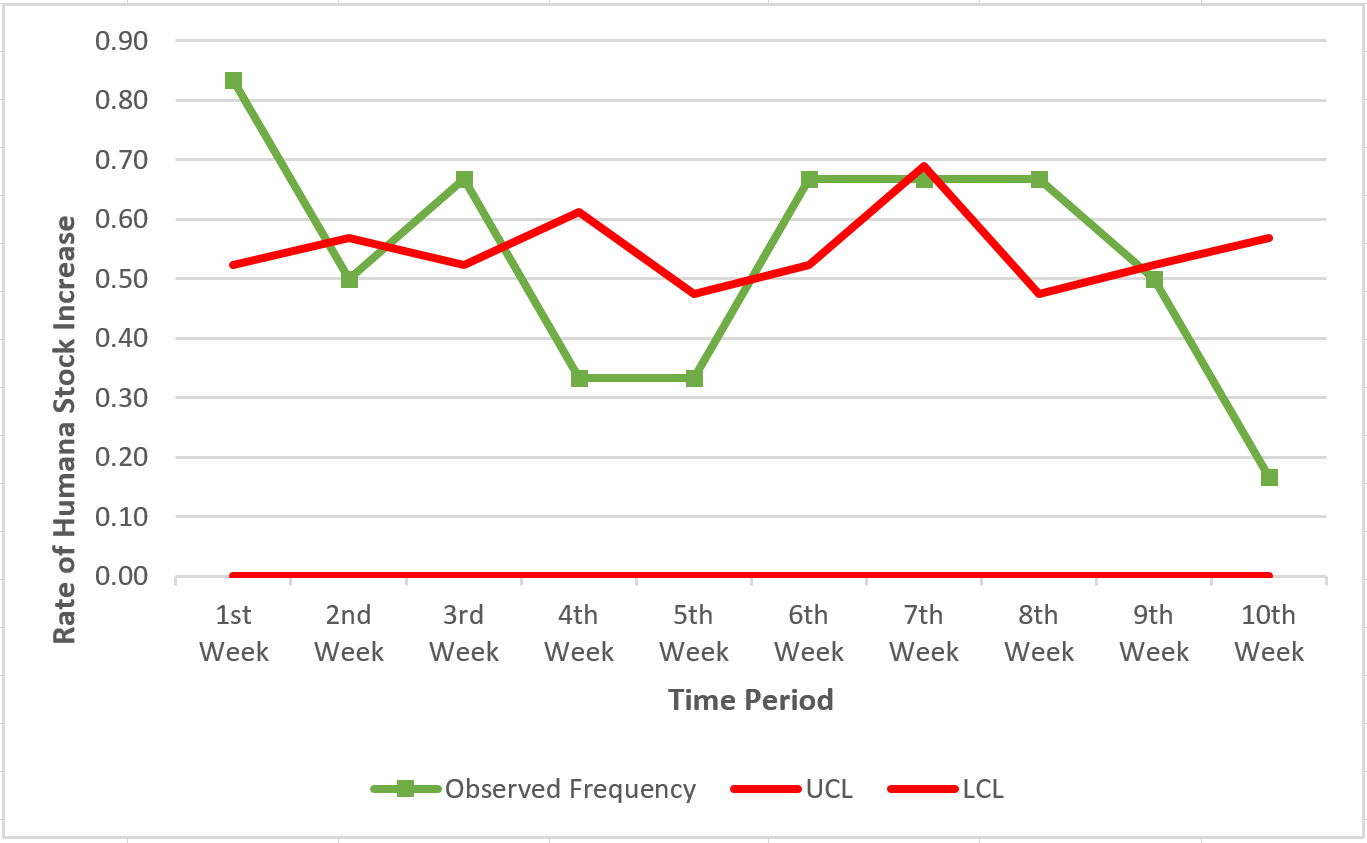 0.90
0.80
0.70
0.60
0.50
0.40
0.30
0.20
0.10
0.00
Rate of Humana Stock Increase
1st Week
2nd Week
3rd Week
4th Week
5th Week
6th Week
7th Week
8th Week
9th Week
10th Week
Time Period
Observed Frequency
UCL
LCL